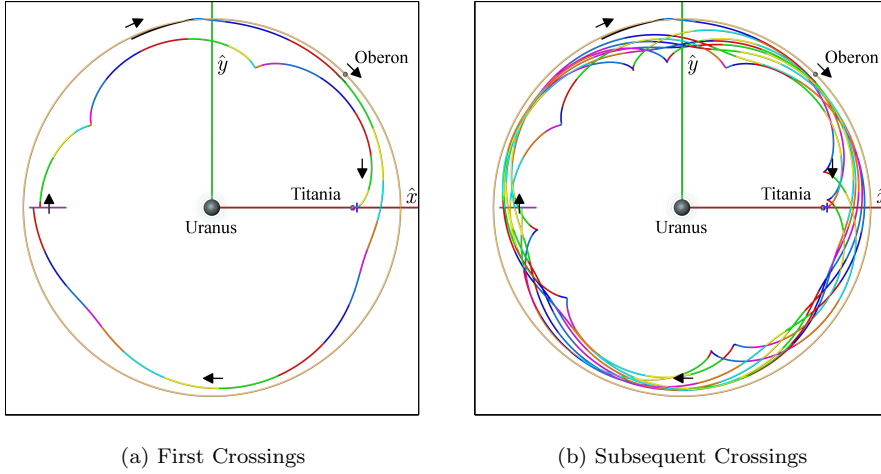 Oberon
ŷ
Titania
x̂
Uranus
(a) First Crossings
Oberon
ŷ
Titania
x̂
Uranus
(b) Subsequent Crossings